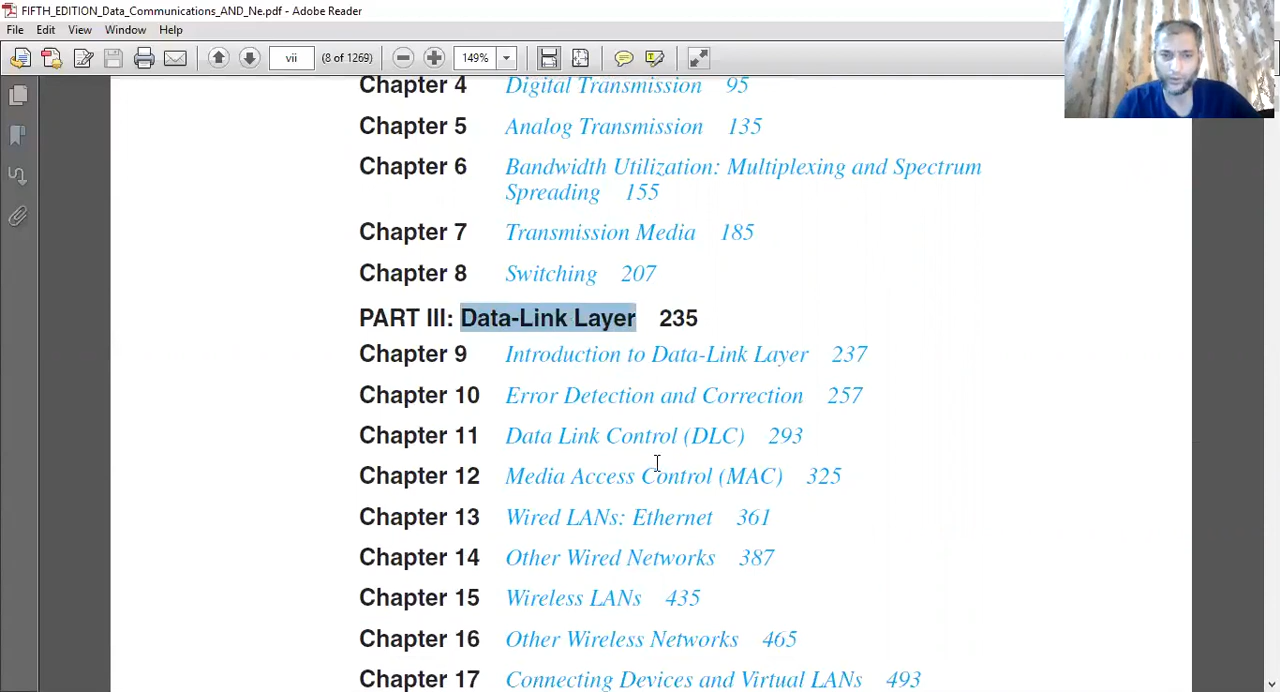 FIFTH_EDITION_Data_Communications_AND_Ne.pdf - Adobe Reader
File Edit View Window Help
vii (8 of 1269) 149%
Chapter 4 Digital Transmission 95
Chapter 5 Analog Transmission 135
Chapter 6 Bandwidth Utilization: Multiplexing and Spectrum
Spreading 155
Chapter 7 Transmission Media 185
Chapter 8 Switching 207
PART III: Data-Link Layer 235
Chapter 9 Introduction to Data-Link Layer 237
Chapter 10 Error Detection and Correction 257
Chapter 11 Data Link Control (DLC) 293
Chapter 12 Media Access Control (MAC) 325
Chapter 13 Wired LANs: Ethernet 361
Chapter 14 Other Wired Networks 387
Chapter 15 Wireless LANs 435
Chapter 16 Other Wireless Networks 465
Chapter 17 Connecting Devices and Virtual LANs 493